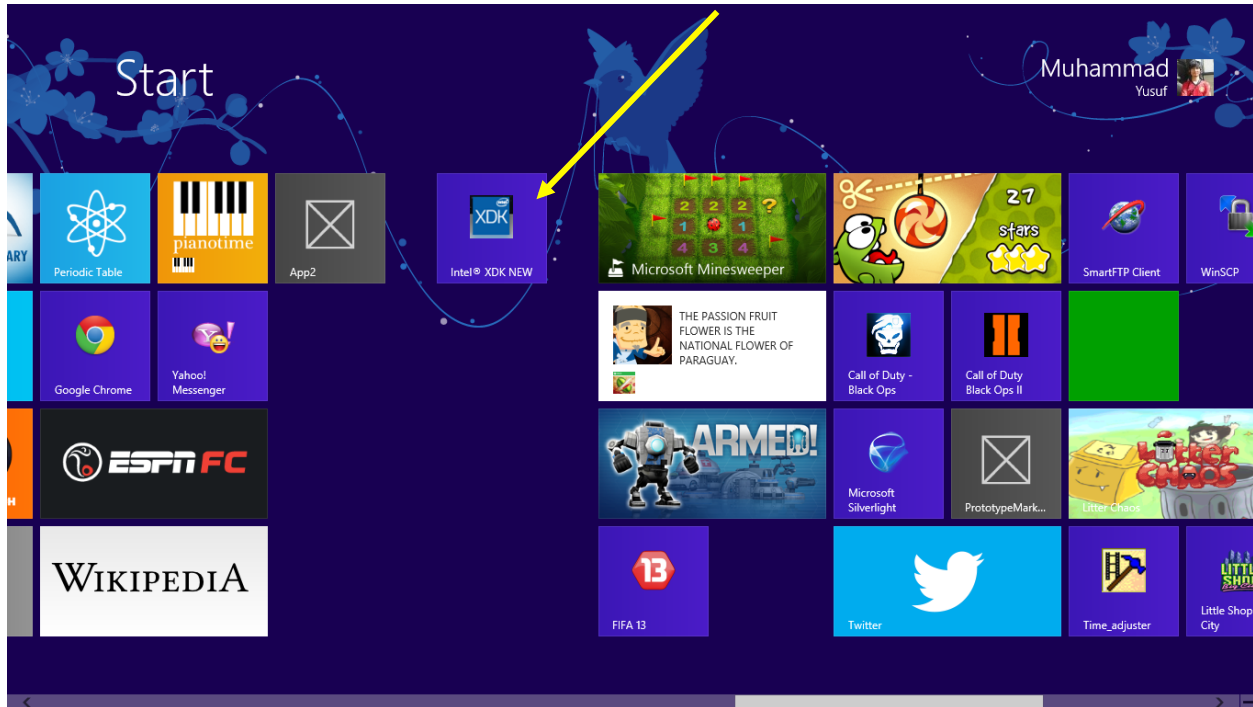 Start
Muhammad
Yusuf
ARY
Periodic Table
pianotime
App2
intel
XDK
Intel® XDK NEW
2 2 2 ?
1 1
4 3 4
Microsoft Minesweeper
27
stars
SmartFTP Client
WinSCP
Google Chrome
Yahoo!
Messenger
THE PASSION FRUIT
FLOWER IS THE
NATIONAL FLOWER OF
PARAGUAY.
Call of Duty -
Black Ops
Call of Duty
Black Ops II
H
ESPN FC
ARMED!
Microsoft
Silverlight
PrototypeMark...
Litter
CHAOS
Litter Chaos
WIKIPEDIA
13
FIFA 13
Twitter
Time_adjuster
Little Shop
City